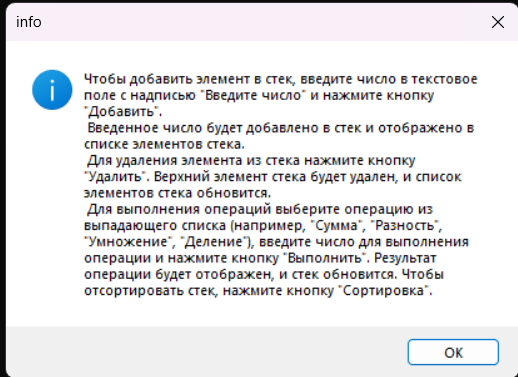 info
Чтобы добавить элемент в стек, введите число в текстовое
поле с надписью "Введите число" и нажмите кнопку
"Добавить".
Введенное число будет добавлено в стек и отображено в
списке элементов стека.
Для удаления элемента из стека нажмите кнопку
"Удалить". Верхний элемент стека будет удален, и список
элементов стека обновится.
Для выполнения операций выберите операцию из
выпадающего списка (например, "Сумма", "Разность",
"Умножение", "Деление"), введите число для выполнения
операции и нажмите кнопку "Выполнить". Результат
операции будет отображен, и стек обновится. Чтобы
отсортировать стек, нажмите кнопку "Сортировка".
ОК